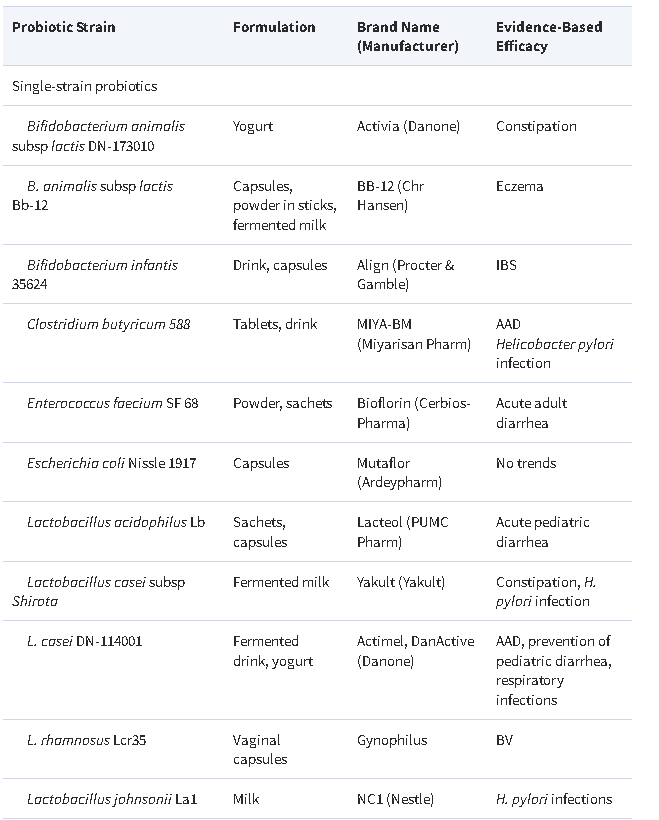 Probiotic Strain Formulation Brand Name Evidence-Based
(Manufacturer) Efficacy
Single-strain probiotics
Bifidobacterium animalis Yogurt Activia (Danone) Constipation
subsp lactis DN-173010
B. animalis subsp lactis Capsules, BB-12 (Chr Eczema
Bb-12 powder in sticks, Hansen)
fermented milk
Bifidobacterium infantis Drink, capsules Align (Procter & IBS
35624 Gamble)
Clostridium butyricum 588 Tablets, drink MIYA-BM AAD
(Miyarisan Pharm) Helicobacter pylori
infection
Enterococcus faecium SF 68 Powder, sachets Bioflorin (Cerbios- Acute adult
Pharma) diarrhea
Escherichia coli Nissle 1917 Capsules Mutaflor No trends
(Ardeypharm)
Lactobacillus acidophilus Lb Sachets, Lacteol (PUMC Acute pediatric
capsules Pharm) diarrhea
Lactobacillus casei subsp Fermented milk Yakult (Yakult) Constipation, H.
Shirota pylori infection
L. casei DN-114001 Fermented Actimel, DanActive AAD, prevention of
drink, yogurt (Danone) pediatric diarrhea,
respiratory
infections
L. rhamnosus Lcr35 Vaginal Gynophilus BV
capsules
Lactobacillus johnsonii La1 Milk NC1 (Nestle) H. pylori infections